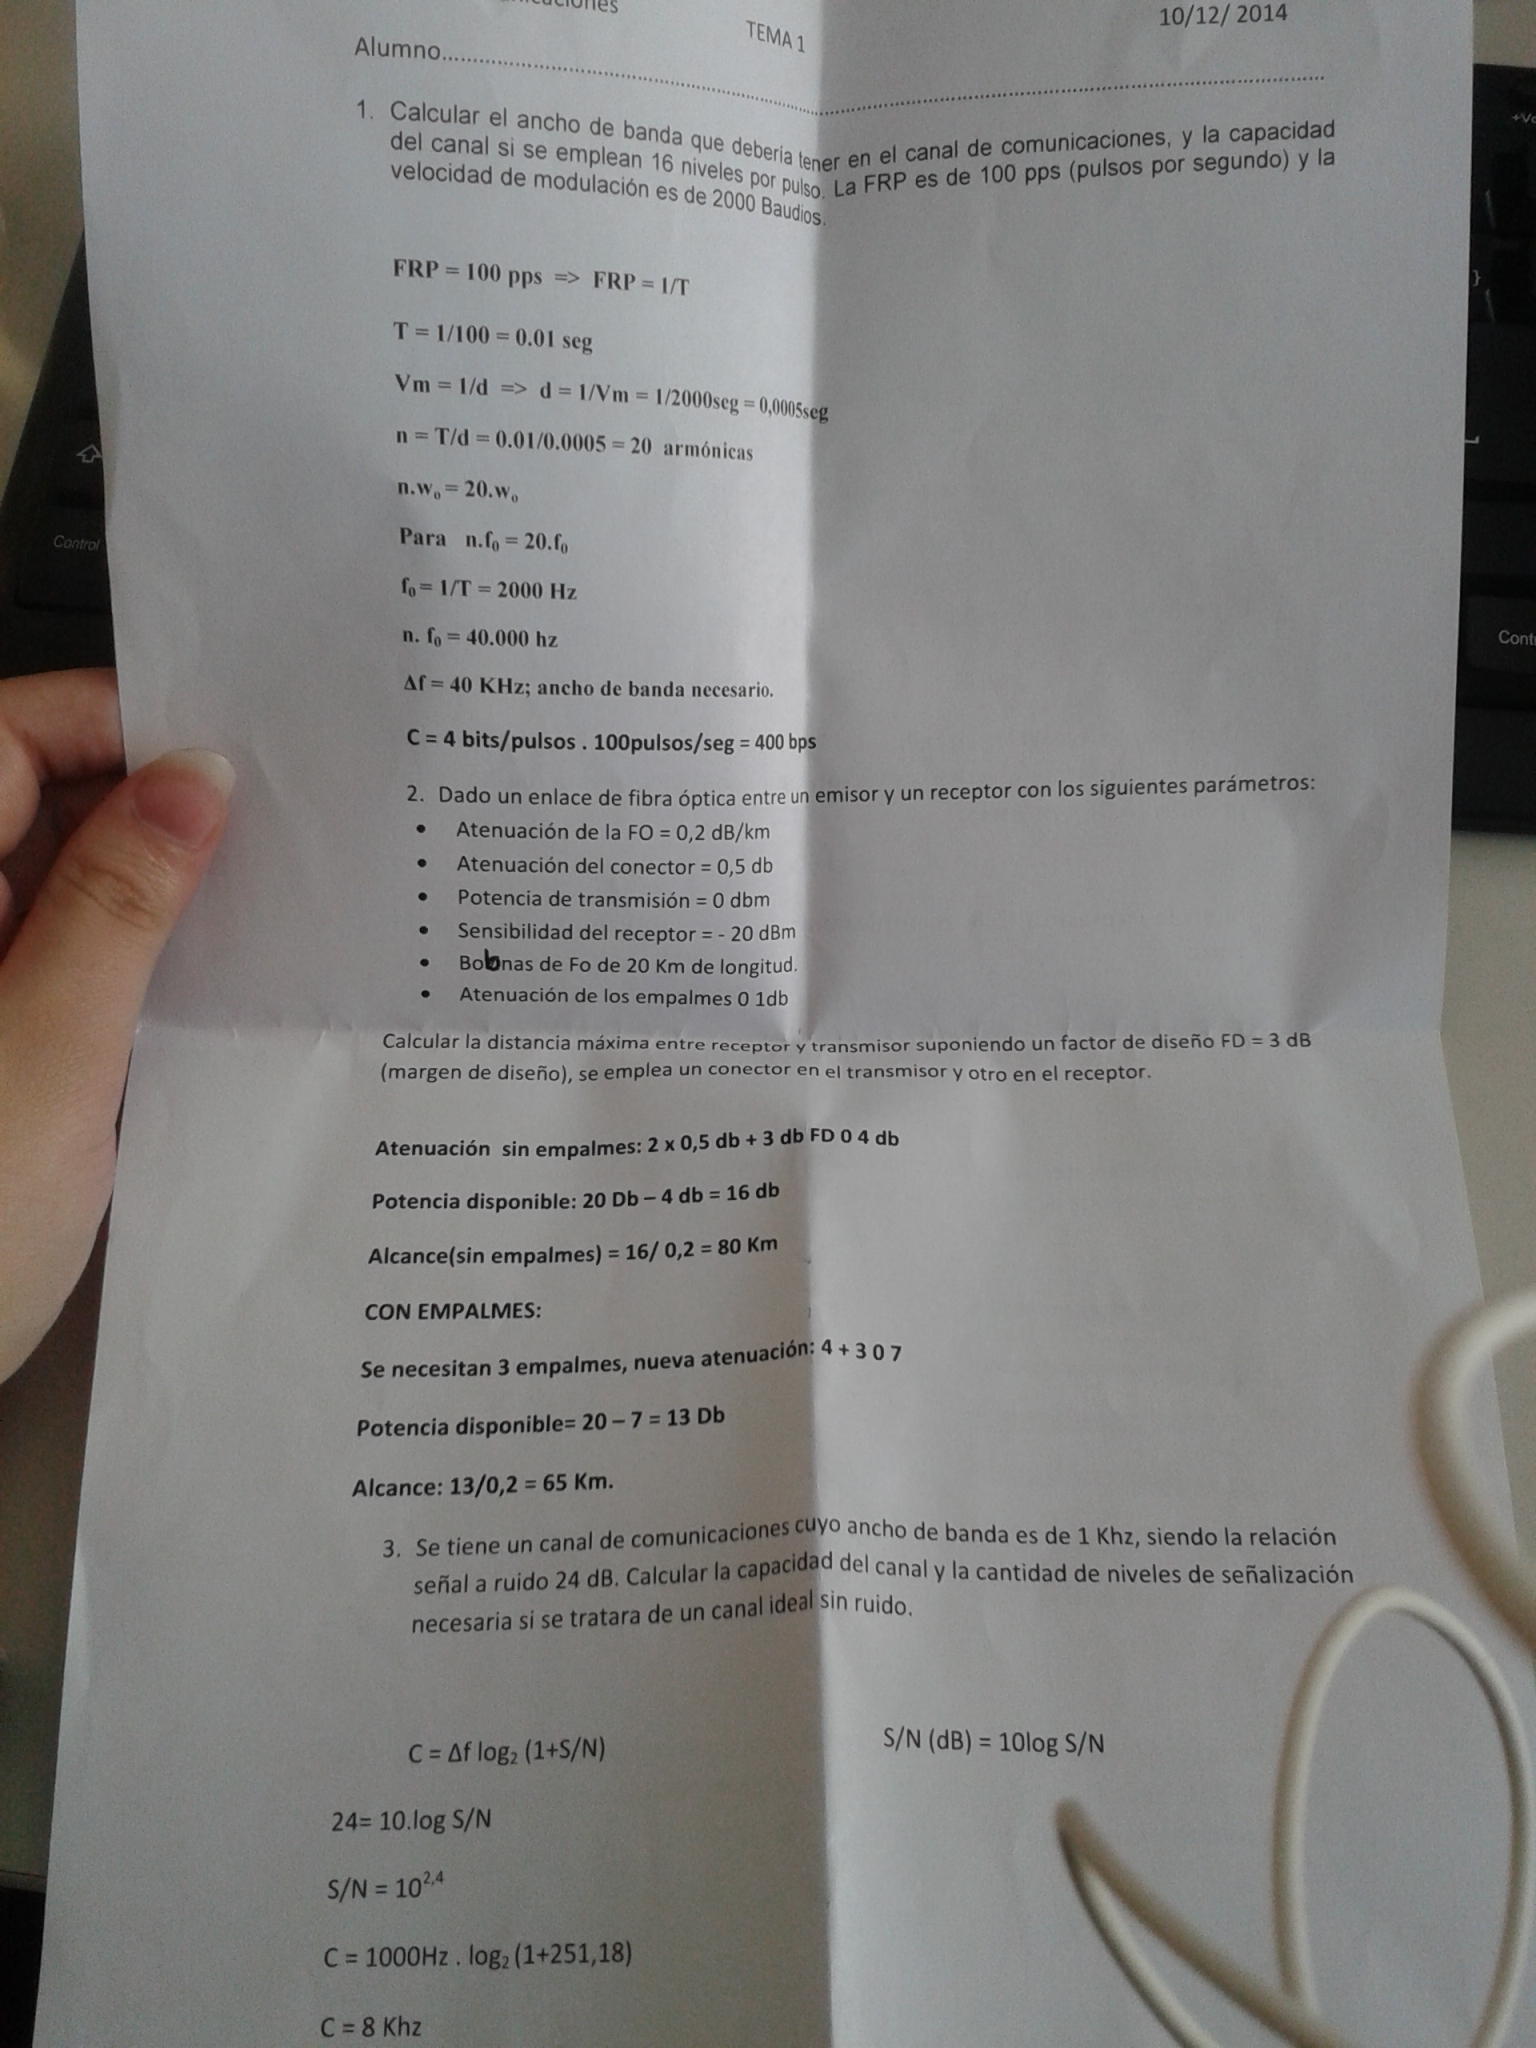 TEMA 1
10/12/ 2014
Alumno
1. Calcular el ancho de banda que debería tener en el canal de comunicaciones, y la capacidad
del canal si se emplean 16 niveles por pulso. La FRP es de 100 pps (pulsos por segundo) y la
velocidad de modulación es de 2000 Baudios.
FRP = 100 pps => FRP = 1/T
T = 1/100 = 0.01 seg
Vm = 1/d => d = 1/Vm = 1/2000seg = 0,0005seg
n = T/d = 0.01/0.0005 = 20 armónicas
n.w₀ = 20.w₀
Para n.f₀ = 20.f₀
f₀ = 1/T = 2000 Hz
n. f₀ = 40.000 hz
Δf = 40 KHz; ancho de banda necesario.
C = 4 bits/pulsos . 100pulsos/seg = 400 bps
2. Dado un enlace de fibra óptica entre un emisor y un receptor con los siguientes parámetros:
• Atenuación de la FO = 0,2 dB/km
• Atenuación del conector = 0,5 db
• Potencia de transmisión = 0 dbm
• Sensibilidad del receptor = - 20 dBm
• Bobnas de Fo de 20 Km de longitud.
• Atenuación de los empalmes 0 1db
Calcular la distancia máxima entre receptor y transmisor suponiendo un factor de diseño FD = 3 dB
(margen de diseño), se emplea un conector en el transmisor y otro en el receptor.
Atenuación sin empalmes: 2 x 0,5 db + 3 db FD 0 4 db
Potencia disponible: 20 Db – 4 db = 16 db
Alcance(sin empalmes) = 16/ 0,2 = 80 Km
CON EMPALMES:
Se necesitan 3 empalmes, nueva atenuación: 4 + 3 0 7
Potencia disponible= 20 – 7 = 13 Db
Alcance: 13/0,2 = 65 Km.
3. Se tiene un canal de comunicaciones cuyo ancho de banda es de 1 Khz, siendo la relación
señal a ruido 24 dB. Calcular la capacidad del canal y la cantidad de niveles de señalización
necesaria si se tratara de un canal ideal sin ruido.
C = Δf log₂ (1+S/N)
S/N (dB) = 10log S/N
24= 10.log S/N
S/N = 10²·⁴
C = 1000Hz . log₂ (1+251,18)
C = 8 Khz
Control